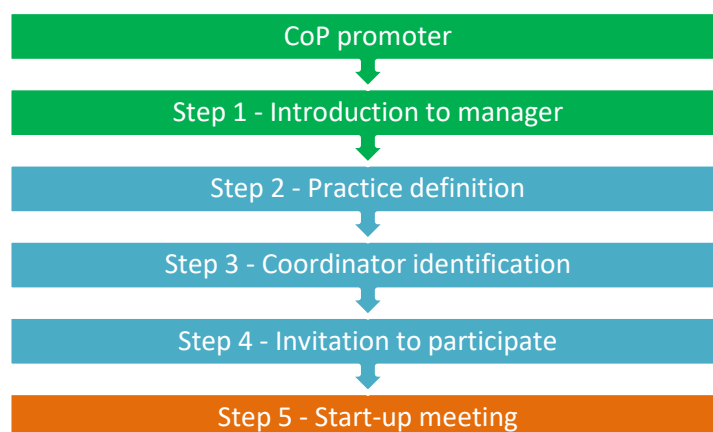 CoP promoter
Step 1 - Introduction to manager
Step 2 - Practice definition
Step 3 - Coordinator identification
Step 4 - Invitation to participate
Step 5 - Start-up meeting